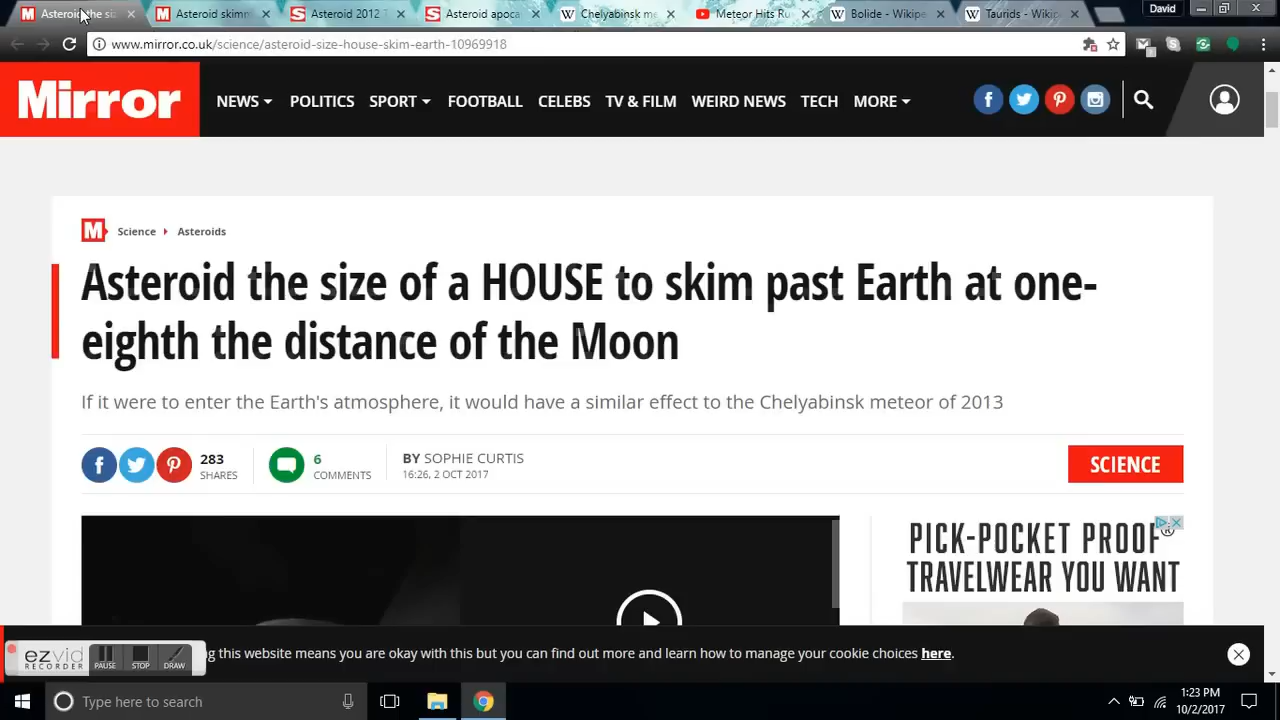 Asteroid the si
Asteroid skimm
Asteroid 2012 T
Asteroid apoca
Chelyabinsk me
Meteor Hits Ru
Bolide - Wikipe
Taurids - Wikip
David
www.mirror.co.uk/science/asteroid-size-house-skim-earth-10969918
Mirror
NEWS
POLITICS
SPORT
FOOTBALL
CELEBS
TV & FILM
WEIRD NEWS
TECH
MORE
M Science Asteroids
Asteroid the size of a HOUSE to skim past Earth at one-
eighth the distance of the Moon
If it were to enter the Earth's atmosphere, it would have a similar effect to the Chelyabinsk meteor of 2013
283
SHARES
6
COMMENTS
BY SOPHIE CURTIS
16:26, 2 OCT 2017
SCIENCE
PICK-POCKET PROOF®
TRAVELWEAR YOU WANT
ezvid
RECORDER
PAUSE
STOP
DRAW
g this website means you are okay with this but you can find out more and learn how to manage your cookie choices here.
Type here to search
1:23 PM
10/2/2017